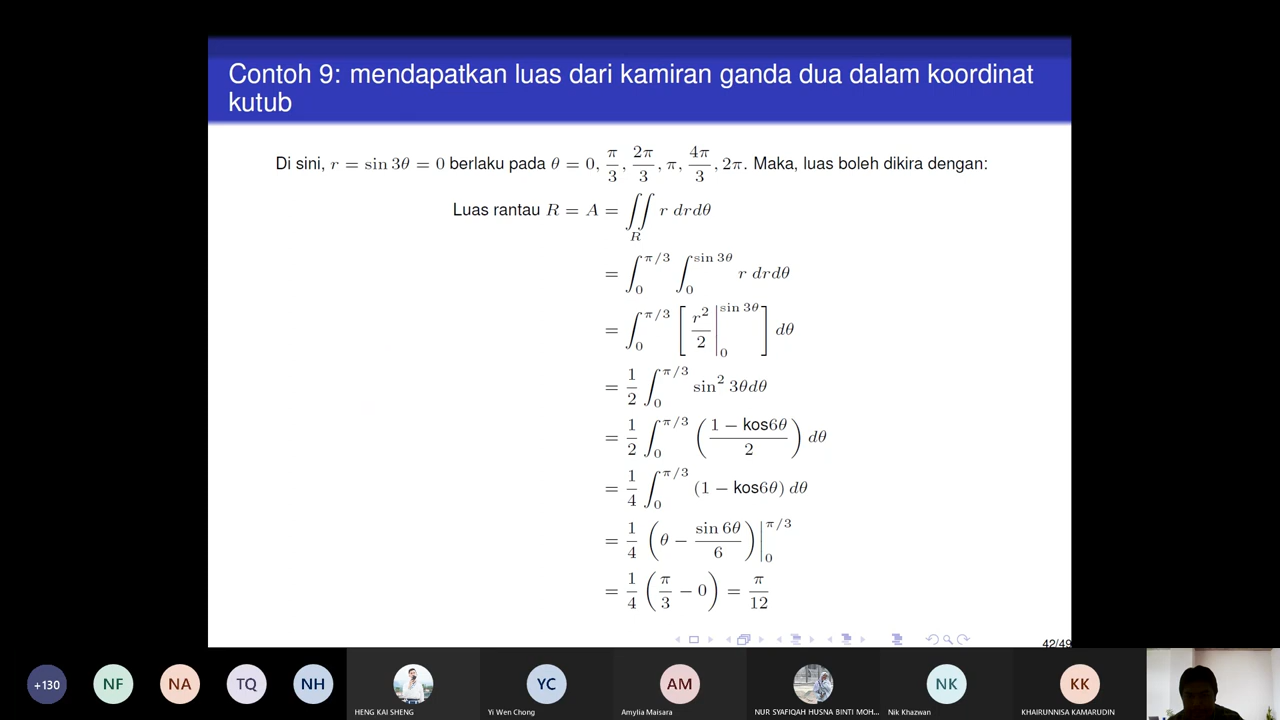 Contoh 9: mendapatkan luas dari kamiran ganda dua dalam koordinat
kutub
Di sini, r = sin 3θ = 0 berlaku pada θ = 0, π/3, 2π/3, π, 4π/3, 2π. Maka, luas boleh dikira dengan:
Luas rantau R = A = ∬_R r drdθ
= ∫_0^{π/3} ∫_0^{sin 3θ} r drdθ
= ∫_0^{π/3} [ r²/2 |_0^{sin 3θ} ] dθ
= 1/2 ∫_0^{π/3} sin² 3θdθ
= 1/2 ∫_0^{π/3} ( (1 − kos6θ)/2 ) dθ
= 1/4 ∫_0^{π/3} (1 − kos6θ) dθ
= 1/4 ( θ − sin 6θ/6 ) |_0^{π/3}
= 1/4 ( π/3 − 0 ) = π/12
42/49
+130 NF NA TQ NH YC AM NK KK
HENG KAI SHENG Yi Wen Chong Amylia Maisara NUR SYAFIQAH HUSNA BINTI MOH... Nik Khazwan KHAIRUNNISA KAMARUDIN